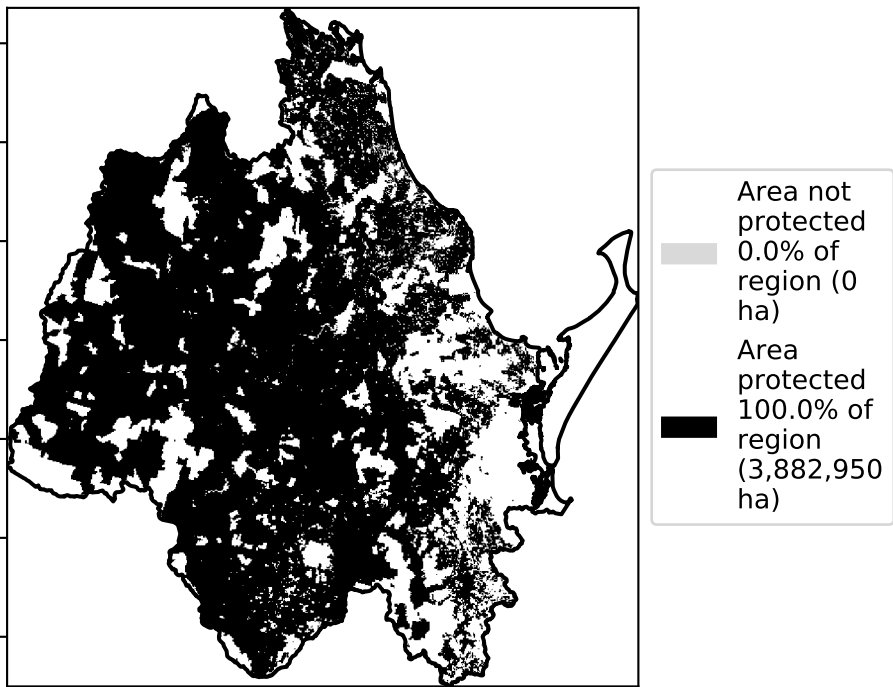 Area not
protected
0.0% of
region (0
ha)
Area
protected
100.0% of
region
(3,882,950
ha)